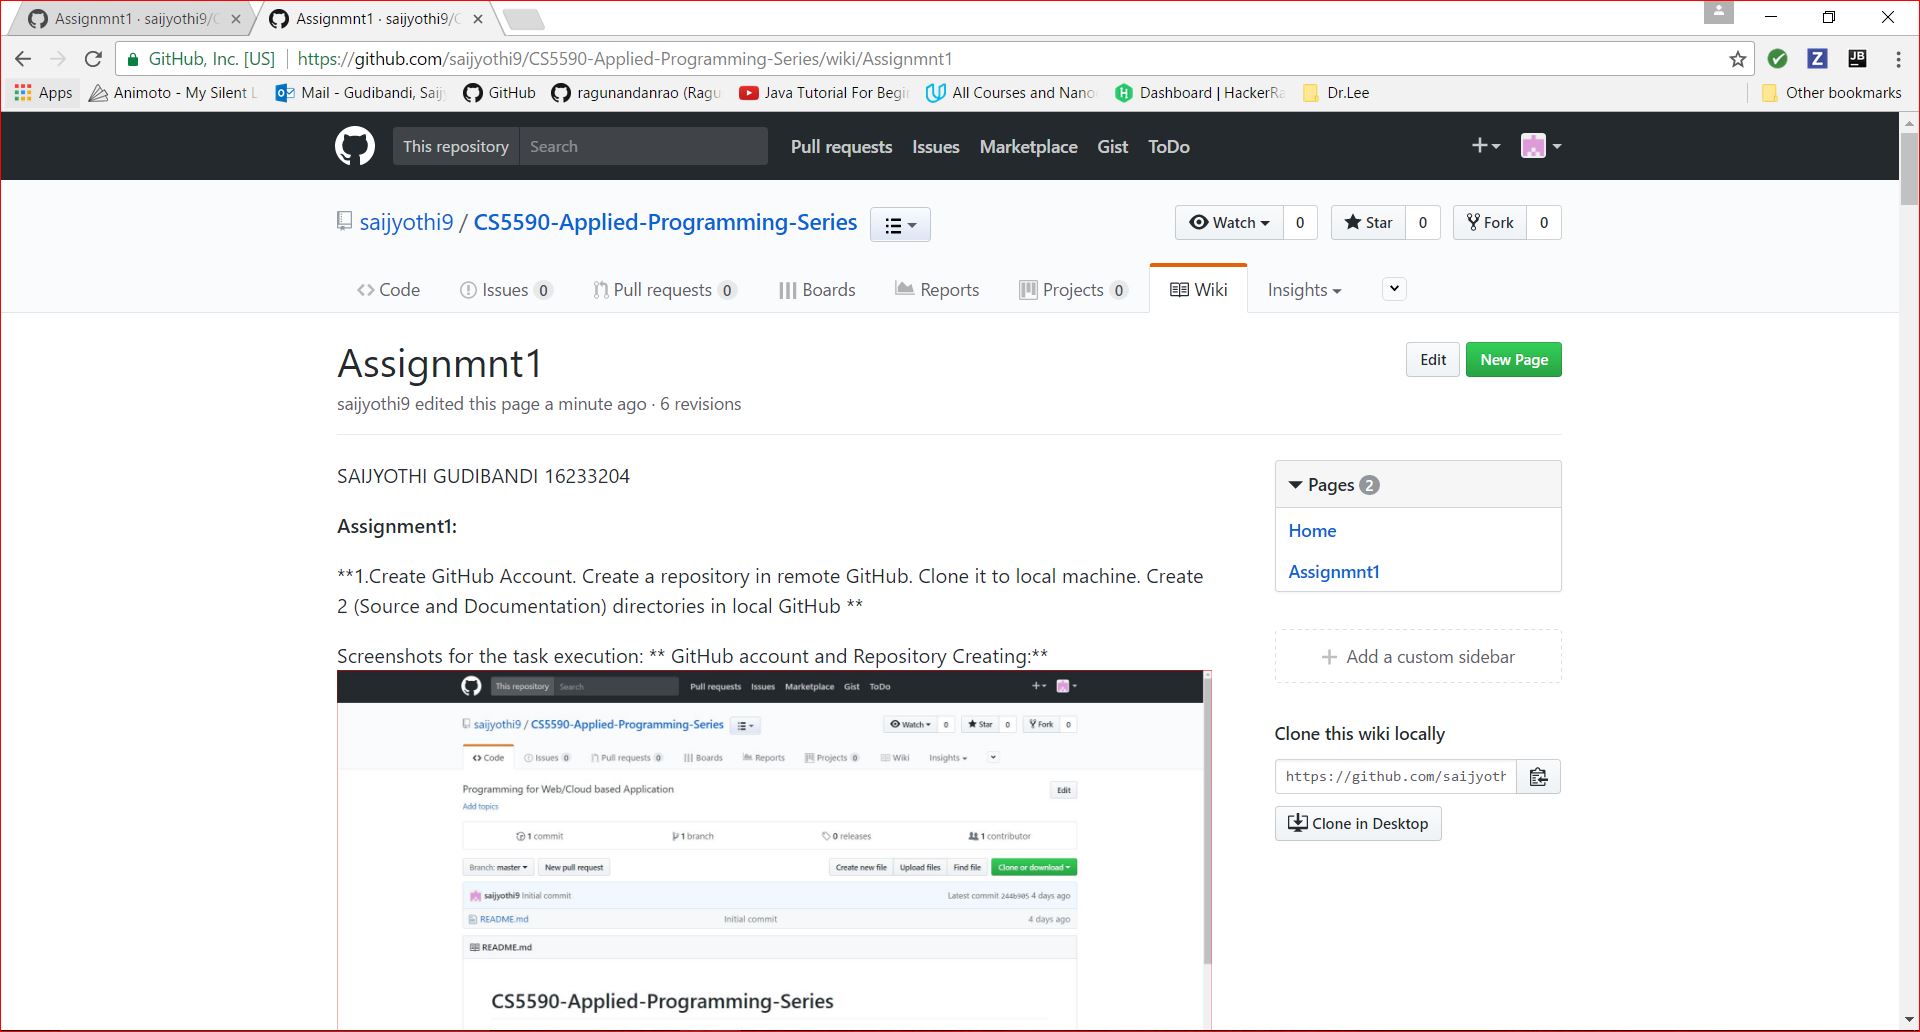 Assignmnt1 · saijyothi9/C
Assignmnt1 · saijyothi9/C
GitHub, Inc. [US]
https://github.com/saijyothi9/CS5590-Applied-Programming-Series/wiki/Assignmnt1
Apps
Animoto - My Silent L
Mail - Gudibandi, Saij
GitHub
ragunandanrao (Ragu
Java Tutorial For Begi
All Courses and Nano
Dashboard | HackerRa
Dr.Lee
Other bookmarks
This repository
Search
Pull requests
Issues
Marketplace
Gist
ToDo
saijyothi9 / CS5590-Applied-Programming-Series
Watch 0
Star 0
Fork 0
Code
Issues 0
Pull requests 0
Boards
Reports
Projects 0
Wiki
Insights
Assignmnt1
Edit
New Page
saijyothi9 edited this page a minute ago · 6 revisions
SAIJYOTHI GUDIBANDI 16233204
Assignment1:
**1.Create GitHub Account. Create a repository in remote GitHub. Clone it to local machine. Create
2 (Source and Documentation) directories in local GitHub **
Screenshots for the task execution: ** GitHub account and Repository Creating:**
This repository
Search
Pull requests
Issues
Marketplace
Gist
ToDo
saijyothi9 / CS5590-Applied-Programming-Series
Watch 0
Star 0
Fork 0
Code
Issues 0
Pull requests 0
Boards
Reports
Projects 0
Wiki
Insights
Programming for Web/Cloud based Application
Edit
Add topics
1 commit
1 branch
0 releases
1 contributor
Branch: master
New pull request
Create new file
Upload files
Find file
Clone or download
saijyothi9 Initial commit
Latest commit 244b905 4 days ago
README.md
Initial commit
4 days ago
README.md
CS5590-Applied-Programming-Series
Pages 2
Home
Assignmnt1
Add a custom sidebar
Clone this wiki locally
https://github.com/saijyoth
Clone in Desktop